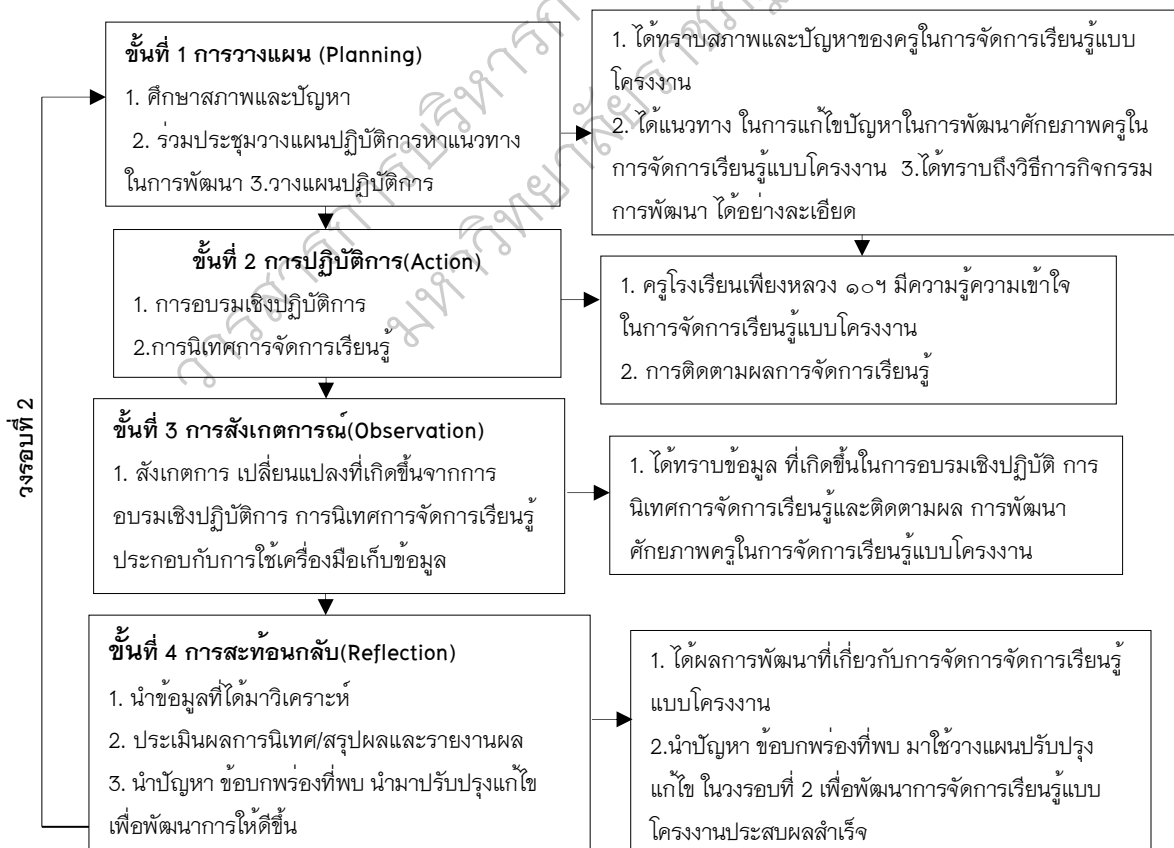 ขั้นที่ 1 การวางแผน (Planning)
1. ศึกษาสภาพและปัญหา
2. ร่วมประชุมวางแผนปฏิบัติการหาแนวทาง
ในการพัฒนา 3.วางแผนปฏิบัติการ
1. ได้ทราบสภาพและปัญหาของครูในการจัดการเรียนรู้แบบ
โครงงาน
2. ได้แนวทาง ในการแก้ไขปัญหาในการพัฒนาศักยภาพครูใน
การจัดการเรียนรู้แบบโครงงาน 3.ได้ทราบถึงวิธีการกิจกรรม
การพัฒนา ได้อย่างละเอียด
ขั้นที่ 2 การปฏิบัติการ(Action)
1. การอบรมเชิงปฏิบัติการ
2.การนิเทศการจัดการเรียนรู้
1. ครูโรงเรียนเพียงหลวง ๑๐ฯ มีความรู้ความเข้าใจ
ในการจัดการเรียนรู้แบบโครงงาน
2. การติดตามผลการจัดการเรียนรู้
วงรอบที่ 2
ขั้นที่ 3 การสังเกตการณ์(Observation)
1. สังเกตการ เปลี่ยนแปลงที่เกิดขึ้นจากการ
อบรมเชิงปฏิบัติการ การนิเทศการจัดการเรียนรู้
ประกอบกับการใช้เครื่องมือเก็บข้อมูล
1. ได้ทราบข้อมูล ที่เกิดขึ้นในการอบรมเชิงปฏิบัติ การ
นิเทศการจัดการเรียนรู้และติดตามผล การพัฒนา
ศักยภาพครูในการจัดการเรียนรู้แบบโครงงาน
ขั้นที่ 4 การสะท้อนกลับ(Reflection)
1. นำข้อมูลที่ได้มาวิเคราะห์
2. ประเมินผลการนิเทศ/สรุปผลและรายงานผล
3. นำปัญหา ข้อบกพร่องที่พบ นำมาปรับปรุงแก้ไข
เพื่อพัฒนาการให้ดีขึ้น
1. ได้ผลการพัฒนาที่เกี่ยวกับการจัดการจัดการเรียนรู้
แบบโครงงาน
2.นำปัญหา ข้อบกพร่องที่พบ มาใช้วางแผนปรับปรุง
แก้ไข ในวงรอบที่ 2 เพื่อพัฒนาการจัดการเรียนรู้แบบ
โครงงานประสบผลสำเร็จ
วารสารการบริหารการ
มหาวิทยาลัยราชภัฏ